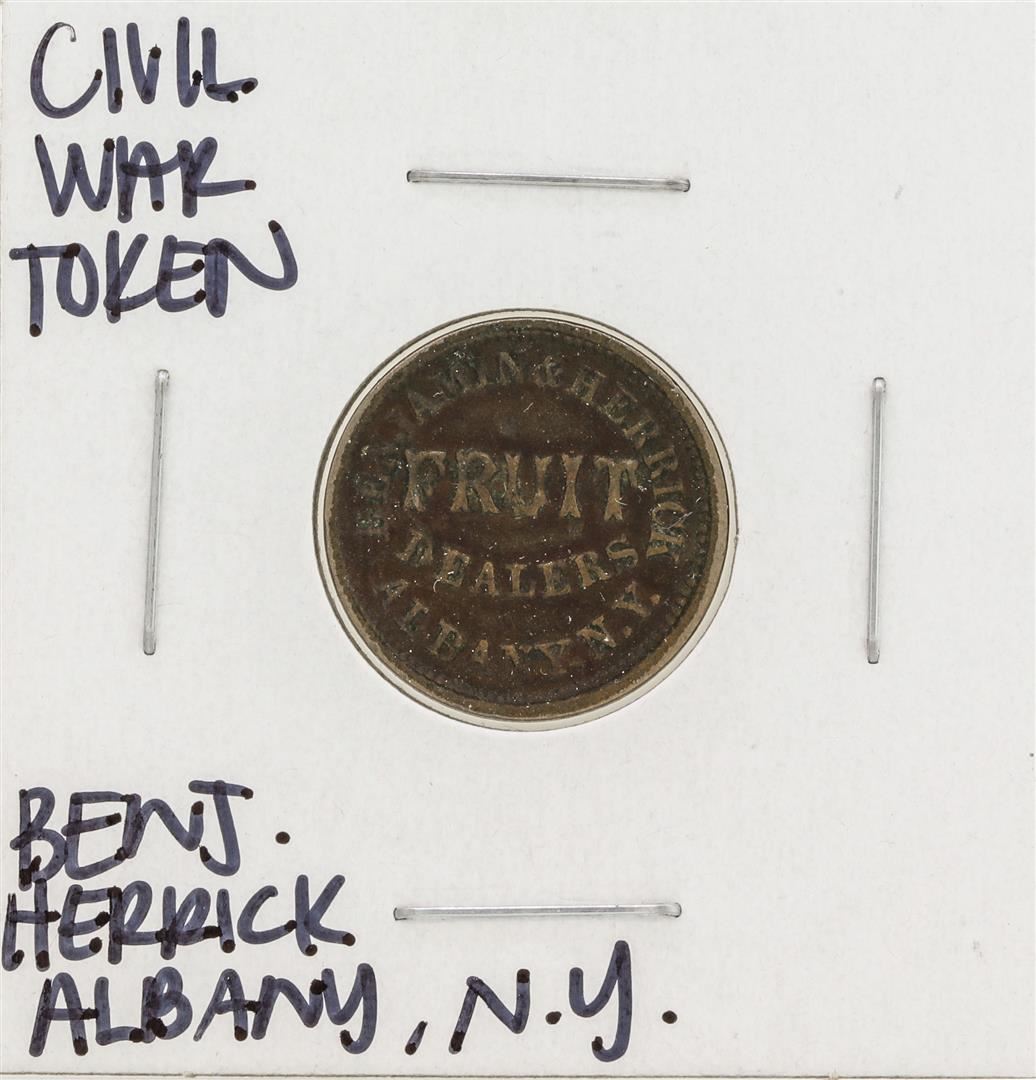 CIVIL
WAR
TOKEN
BENJAMIN & HERRICK
FRUIT
DEALERS
ALBANY. N.Y.
BENJ.
HERRICK
ALBANY, N.Y.